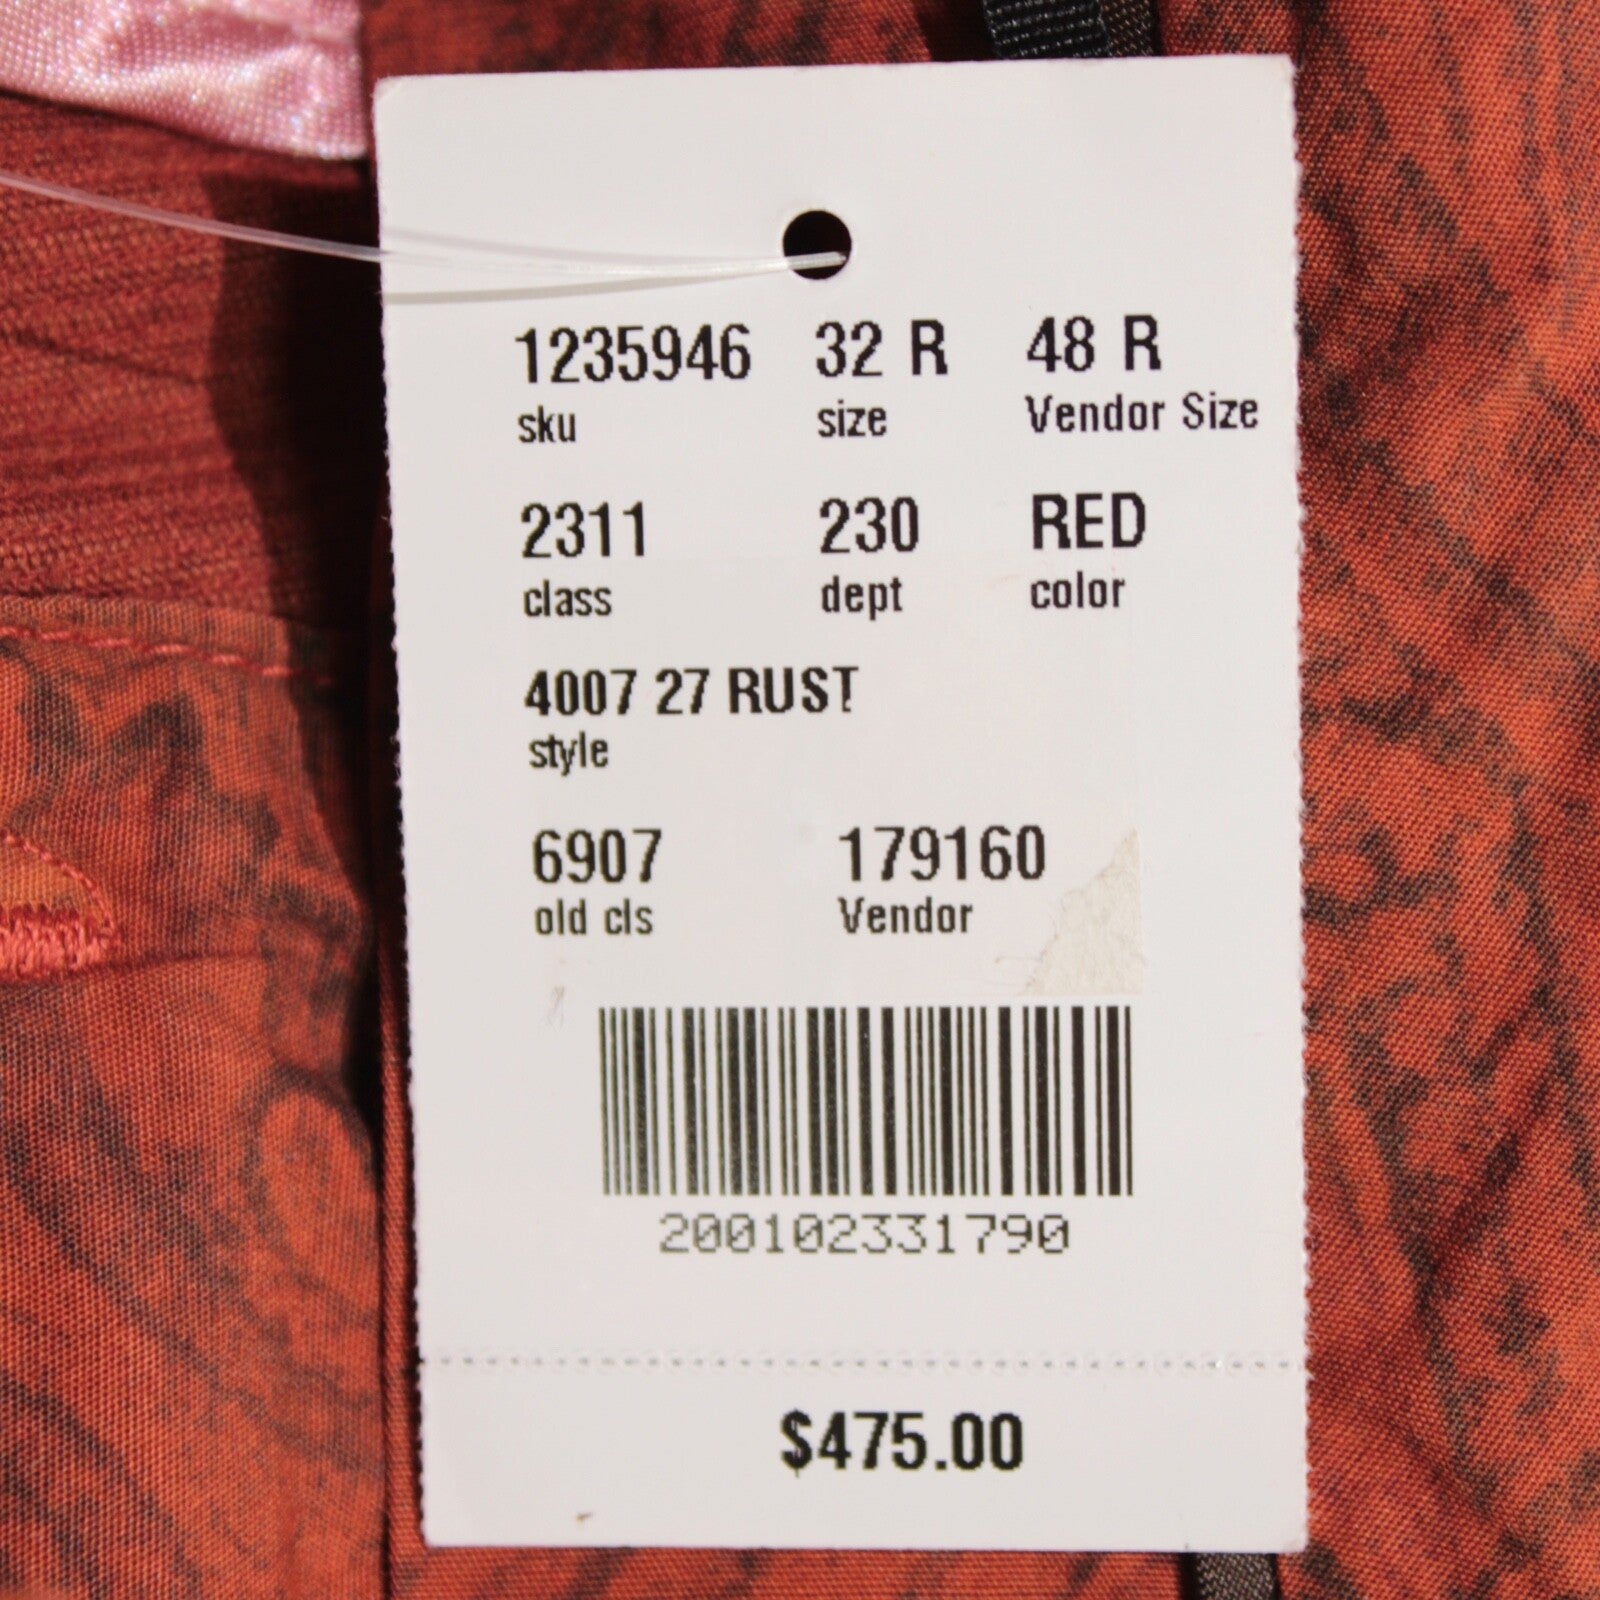 1235946 32 R 48 R
sku size Vendor Size
2311 230 RED
class dept color
4007 27 RUST
style
6907 179160
old cls Vendor
200102331790
$475.00